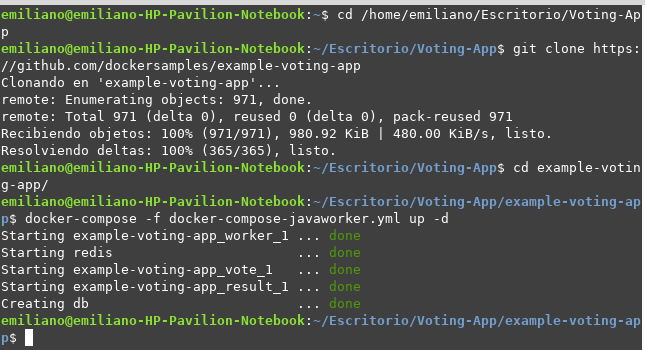 emiliano@emiliano-HP-Pavilion-Notebook:~$ cd /home/emiliano/Escritorio/Voting-Ap
p
emiliano@emiliano-HP-Pavilion-Notebook:~/Escritorio/Voting-App$ git clone https:
//github.com/dockersamples/example-voting-app
Clonando en 'example-voting-app'...
remote: Enumerating objects: 971, done.
remote: Total 971 (delta 0), reused 0 (delta 0), pack-reused 971
Recibiendo objetos: 100% (971/971), 980.92 KiB | 480.00 KiB/s, listo.
Resolviendo deltas: 100% (365/365), listo.
emiliano@emiliano-HP-Pavilion-Notebook:~/Escritorio/Voting-App$ cd example-votin
g-app/
emiliano@emiliano-HP-Pavilion-Notebook:~/Escritorio/Voting-App/example-voting-ap
p$ docker-compose -f docker-compose-javaworker.yml up -d
Starting example-voting-app_worker_1 ... done
Starting redis                       ... done
Starting example-voting-app_vote_1   ... done
Starting example-voting-app_result_1 ... done
Creating db                          ... done
emiliano@emiliano-HP-Pavilion-Notebook:~/Escritorio/Voting-App/example-voting-ap
p$